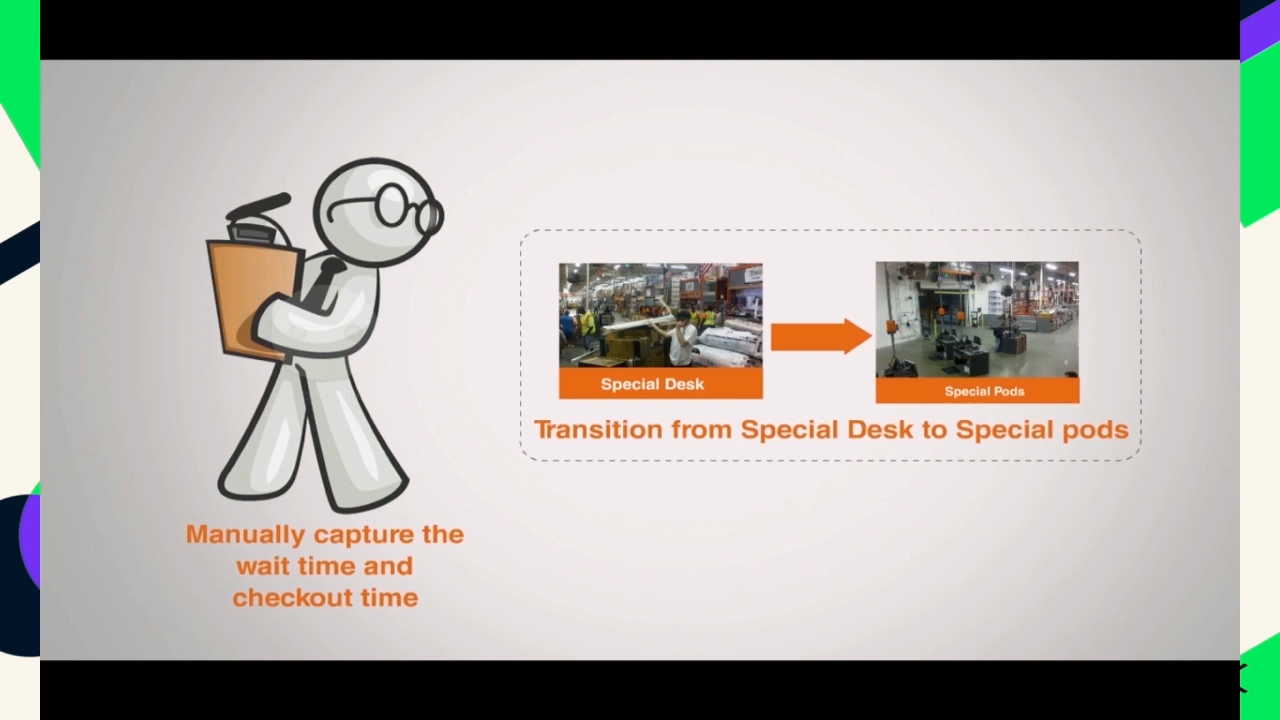 Special Desk
Special Pods
Transition from Special Desk to Special pods
Manually capture the
wait time and
checkout time